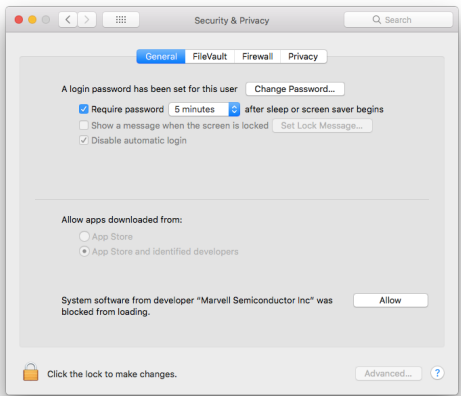 Security & Privacy
Search
General FileVault Firewall Privacy
A login password has been set for this user Change Password...
Require password 5 minutes after sleep or screen saver begins
Show a message when the screen is locked Set Lock Message...
Disable automatic login
Allow apps downloaded from:
App Store
App Store and identified developers
System software from developer “Marvell Semiconductor Inc” was Allow
blocked from loading.
Click the lock to make changes. Advanced... ?